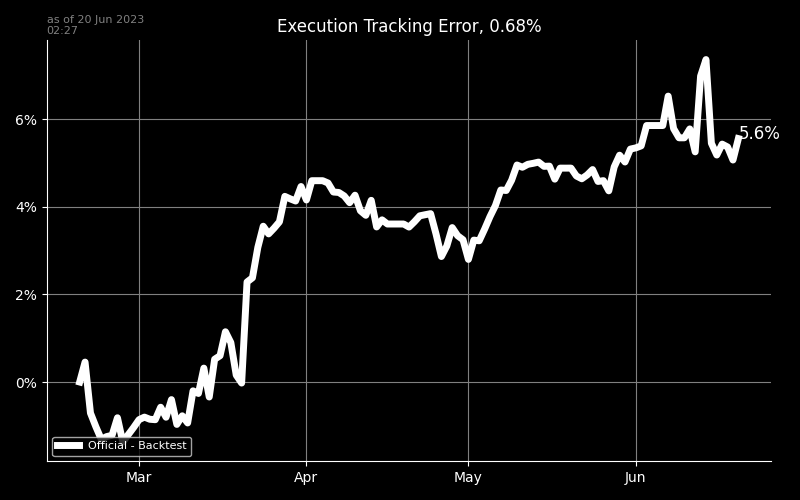 as of 20 Jun 2023
02:27
Execution Tracking Error, 0.68%
6%
5.6%
4%
2%
0%
Official - Backtest
Mar
Apr
May
Jun